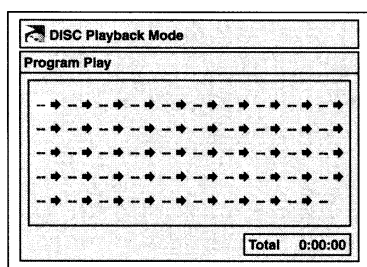 DISC Playback Mode
Program Play
-- ➡ -- ➡ -- ➡ -- ➡ -- ➡ -- ➡ -- ➡ -- ➡ -- ➡ -- ➡
-- ➡ -- ➡ -- ➡ -- ➡ -- ➡ -- ➡ -- ➡ -- ➡ -- ➡ -- ➡
-- ➡ -- ➡ -- ➡ -- ➡ -- ➡ -- ➡ -- ➡ -- ➡ -- ➡ -- ➡
-- ➡ -- ➡ -- ➡ -- ➡ -- ➡ -- ➡ -- ➡ -- ➡ -- ➡ -- ➡
-- ➡ -- ➡ -- ➡ -- ➡ -- ➡ -- ➡ -- ➡ -- ➡ -- ➡ --
Total 0:00:00